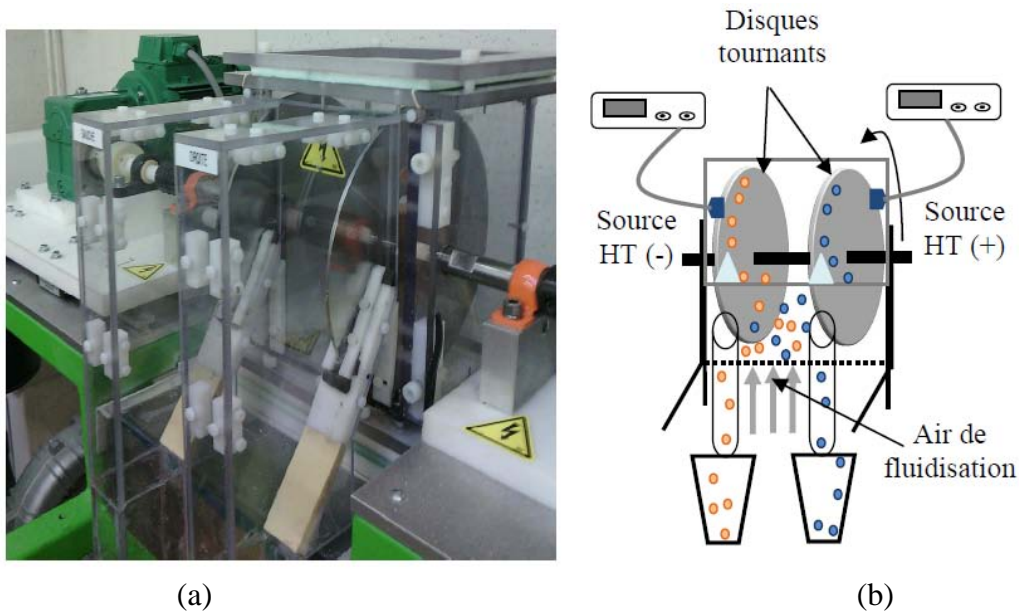 GAUCHE
DROITE
Disques
tournants
Source
HT (-)
Source
HT (+)
Air de
fluidisation
(a)
(b)